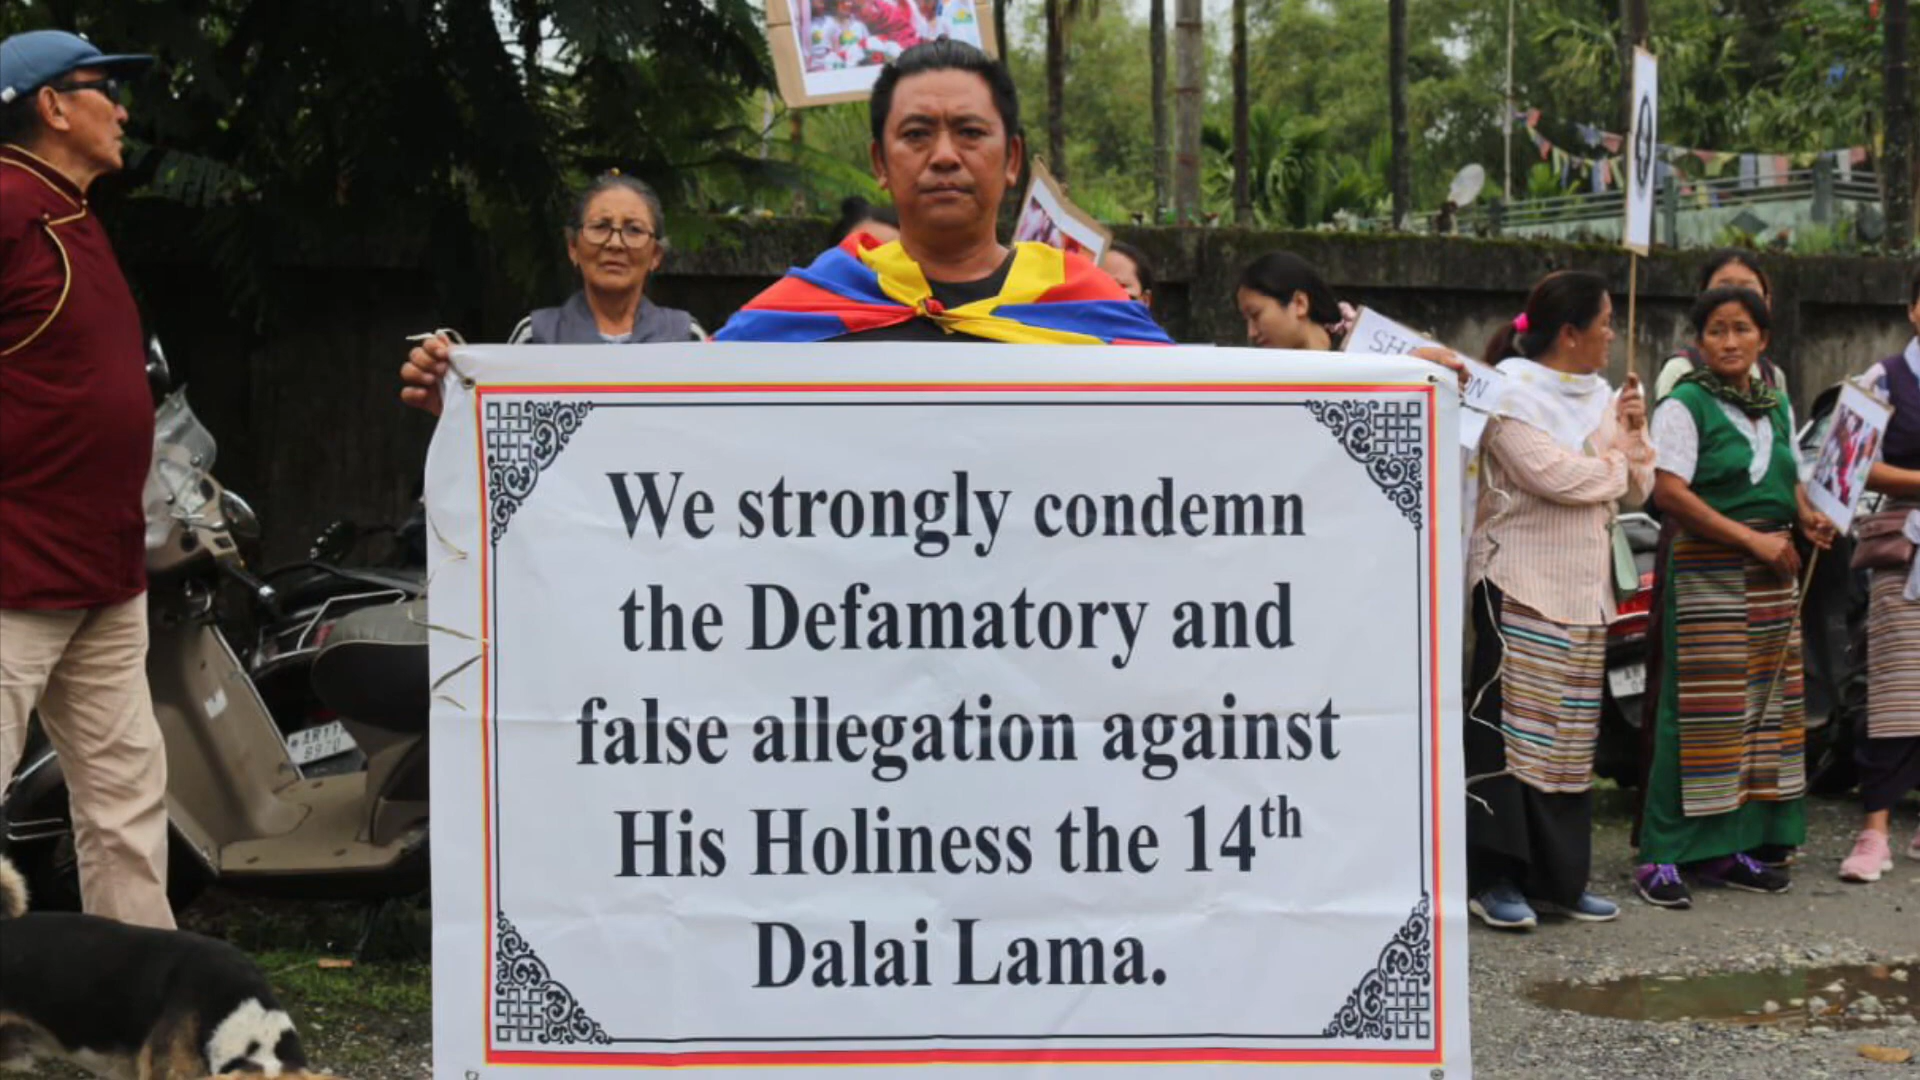 We strongly condemn
the Defamatory and
false allegation against
His Holiness the 14th
Dalai Lama.